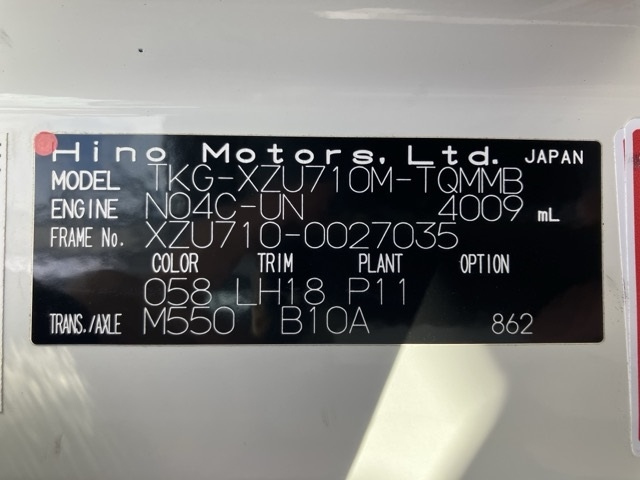 Hino Motors, Ltd. JAPAN
MODEL TKG-XZU710M-TQMMB
ENGINE N04C-UN 4009 mL
FRAME No. XZU710-0027035
COLOR TRIM PLANT OPTION
058 LH18 P11
TRANS./AXLE M550 B10A 862